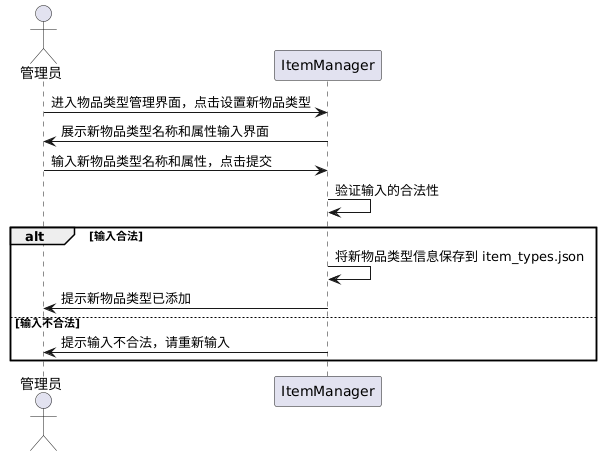 管理员
ItemManager
进入物品类型管理界面，点击设置新物品类型
展示新物品类型名称和属性输入界面
输入新物品类型名称和属性，点击提交
验证输入的合法性
alt [输入合法]
将新物品类型信息保存到 item_types.json
提示新物品类型已添加
[输入不合法]
提示输入不合法，请重新输入
管理员
ItemManager